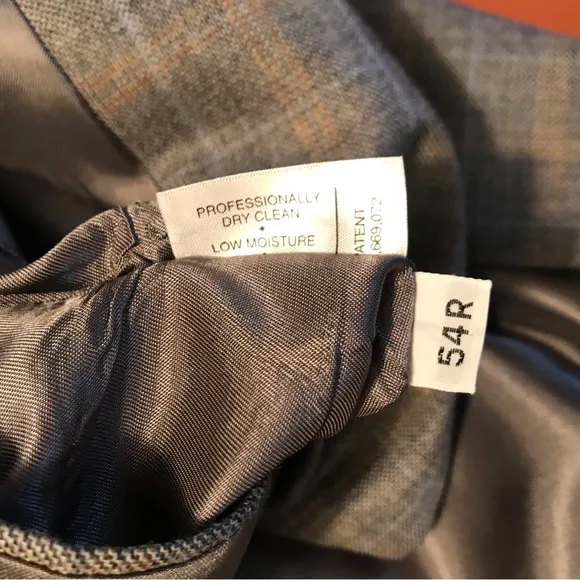 PROFESSIONALLY
DRY CLEAN
•
LOW MOISTURE
PATENT
,669,072
54R